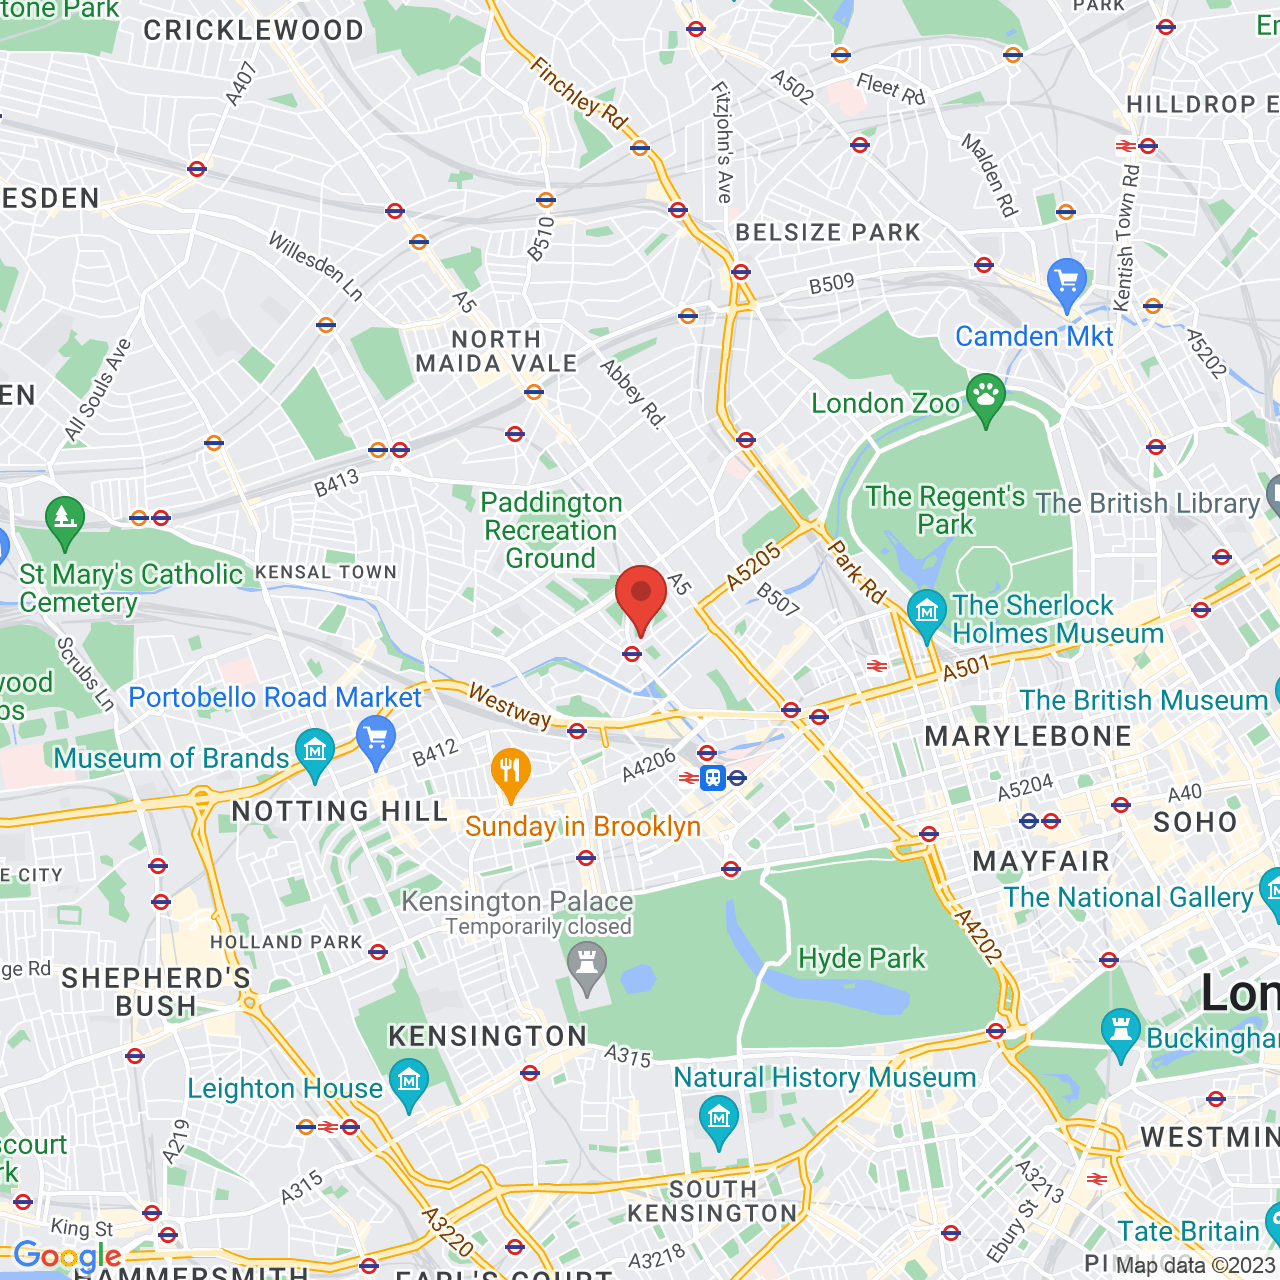 tone Park
CRICKLEWOOD
PARK
En
A407
Finchley Rd
A502
Fleet Rd
Fitzjohn's Ave
HILLDROP E
Malden Rd
Kentish Town Rd
ESDEN
B510
Willesden Ln
BELSIZE PARK
A5
B509
Camden Mkt
NORTH
MAIDA VALE
A5202
All Souls Ave
Abbey Rd.
EN
London Zoo
B413
Paddington
Recreation
Ground
The Regent's
Park
The British Library
St Mary's Catholic
Cemetery
KENSAL TOWN
A5
A5205
B507
Park Rd
The Sherlock
Holmes Museum
Scrubs Ln
A501
wood
bs
Portobello Road Market
Westway
The British Museum
Museum of Brands
B412
A4206
MARYLEBONE
A5204
A40
NOTTING HILL
Sunday in Brooklyn
SOHO
MAYFAIR
E CITY
Kensington Palace
Temporarily closed
The National Gallery
HOLLAND PARK
A4202
Hyde Park
ge Rd
SHEPHERD'S
BUSH
Lon
KENSINGTON
Buckingham
A315
Leighton House
Natural History Museum
scourt
rk
A219
WESTMIN
A315
SOUTH
KENSINGTON
A3213
Ebury St
King St
A3220
Tate Britain
A3218
Google
HAMMERSMITH
EARL'S COURT
Map data ©2023